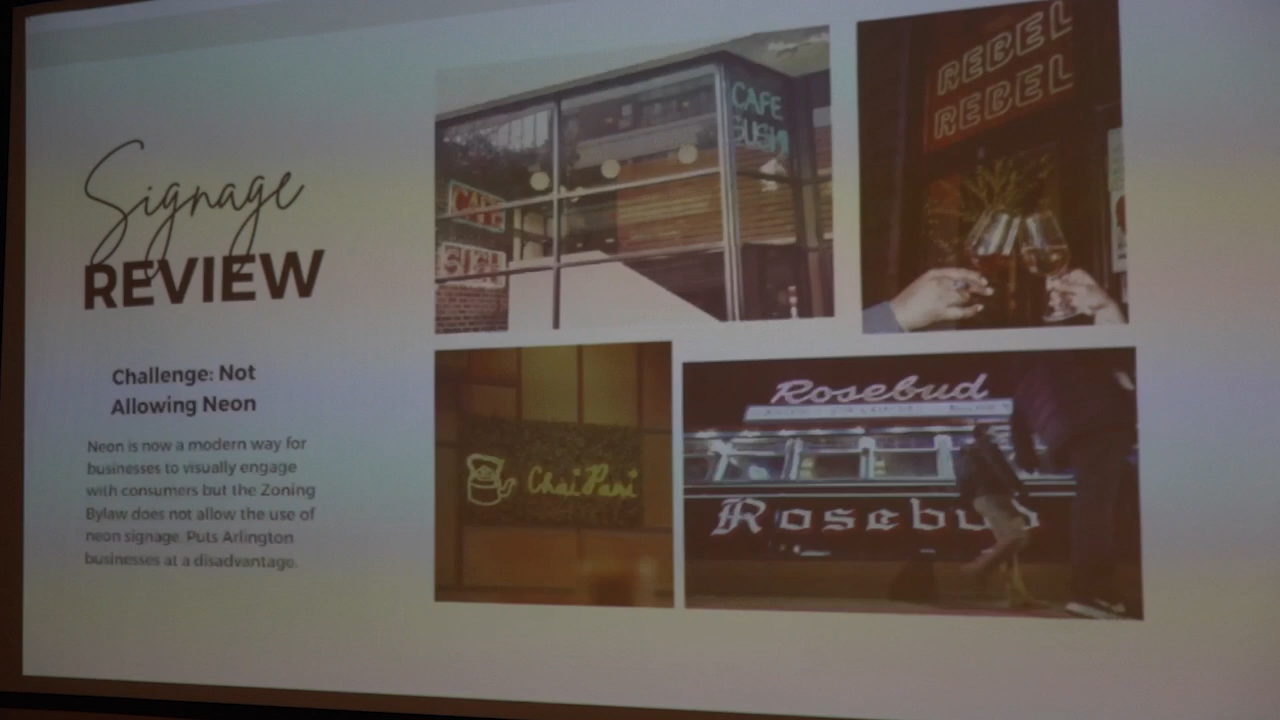 Signage
REVIEW
Challenge: Not
Allowing Neon
Neon is now a modern way for
businesses to visually engage
with consumers but the Zoning
Bylaw does not allow the use of
neon signage. Puts Arlington
businesses at a disadvantage.
CAFE
SUSHI
CAFE
REBEL
REBEL
Chai Pani
Rosebud
Rosebud